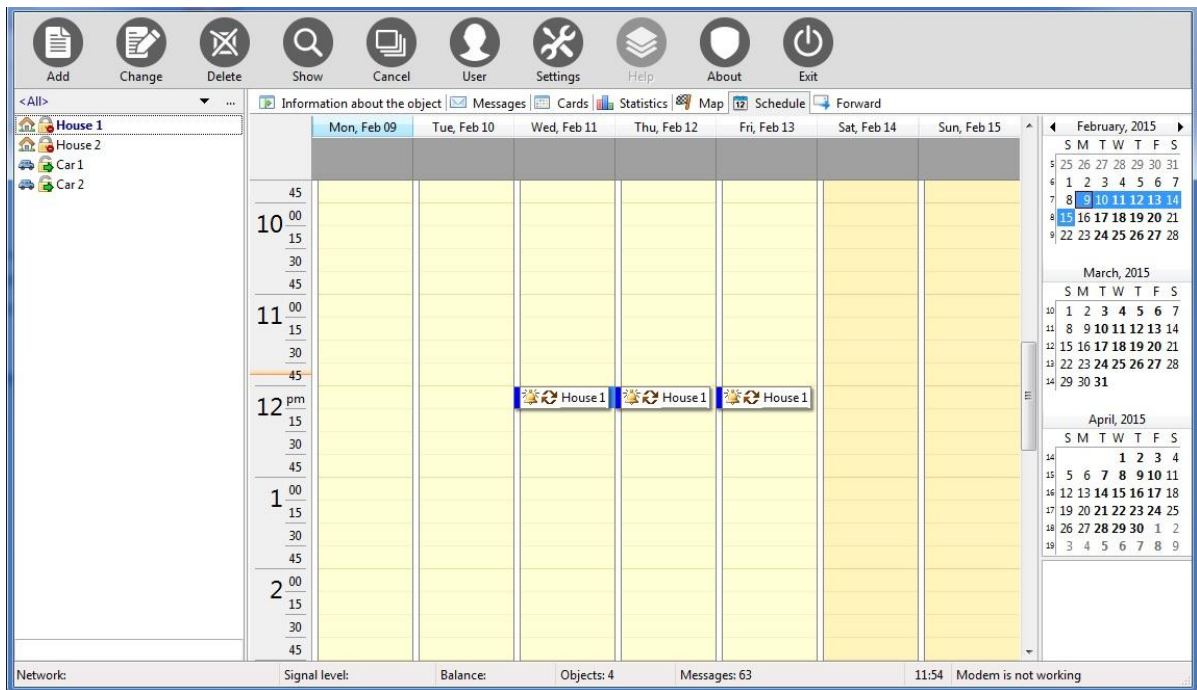 Add Change Delete Show Cancel User Settings Help About Exit
<All> ...
Information about the object Messages Cards Statistics Map 12 Schedule Forward
House 1
House 2
Car 1
Car 2
Mon, Feb 09 Tue, Feb 10 Wed, Feb 11 Thu, Feb 12 Fri, Feb 13 Sat, Feb 14 Sun, Feb 15
45
10 00
15
30
45
11 00
15
30
45
12 pm
House 1 House 1 House 1
15
30
45
1 00
15
30
45
2 00
15
30
45
February, 2015
S M T W T F S
5 25 26 27 28 29 30 31
6 1 2 3 4 5 6 7
7 8 9 10 11 12 13 14
8 15 16 17 18 19 20 21
9 22 23 24 25 26 27 28
March, 2015
S M T W T F S
10 1 2 3 4 5 6 7
11 8 9 10 11 12 13 14
12 15 16 17 18 19 20 21
13 22 23 24 25 26 27 28
14 29 30 31
April, 2015
S M T W T F S
14 1 2 3 4
15 5 6 7 8 9 10 11
16 12 13 14 15 16 17 18
17 19 20 21 22 23 24 25
18 26 27 28 29 30 1 2
19 3 4 5 6 7 8 9
Network: Signal level: Balance: Objects: 4 Messages: 63 11:54 Modem is not working